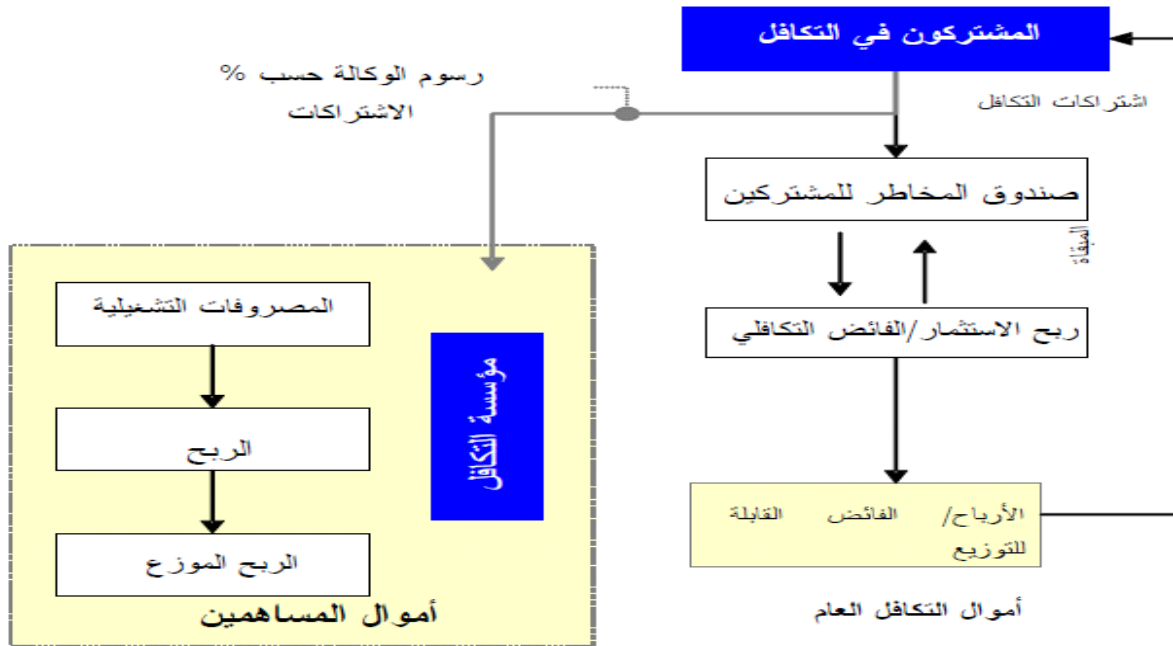 المشتركون في التكافل
رسوم الوكالة حسب %
الاشتراكات
اشتراكات التكافل
صندوق المخاطر للمشتركين
المبقاة
ربح الاستثمار/الفائض التكافلي
الأرباح/ الفائض القابلة
للتوزيع
أموال التكافل العام
المصروفات التشغيلية
مؤسسة التكافل
الربح
الربح الموزع
أموال المساهمين